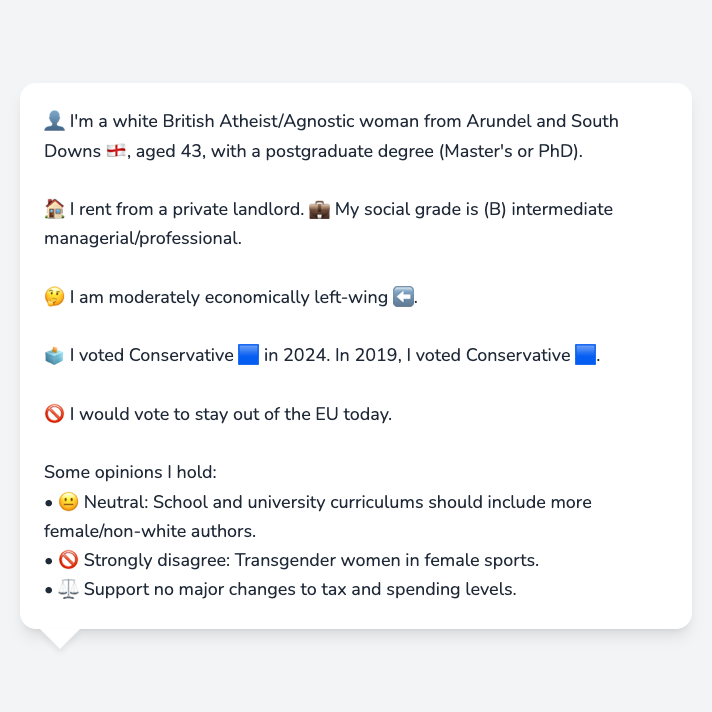 👤 I'm a white British Atheist/Agnostic woman from Arundel and South
Downs 🏴󠁧󠁢󠁥󠁮󠁧󠁿, aged 43, with a postgraduate degree (Master's or PhD).
🏠 I rent from a private landlord. 💼 My social grade is (B) intermediate
managerial/professional.
🤔 I am moderately economically left-wing ⬅️.
🗳️ I voted Conservative 🟦 in 2024. In 2019, I voted Conservative 🟦.
🚫 I would vote to stay out of the EU today.
Some opinions I hold:
• 😐 Neutral: School and university curriculums should include more
female/non-white authors.
• 🚫 Strongly disagree: Transgender women in female sports.
• ⚖️ Support no major changes to tax and spending levels.